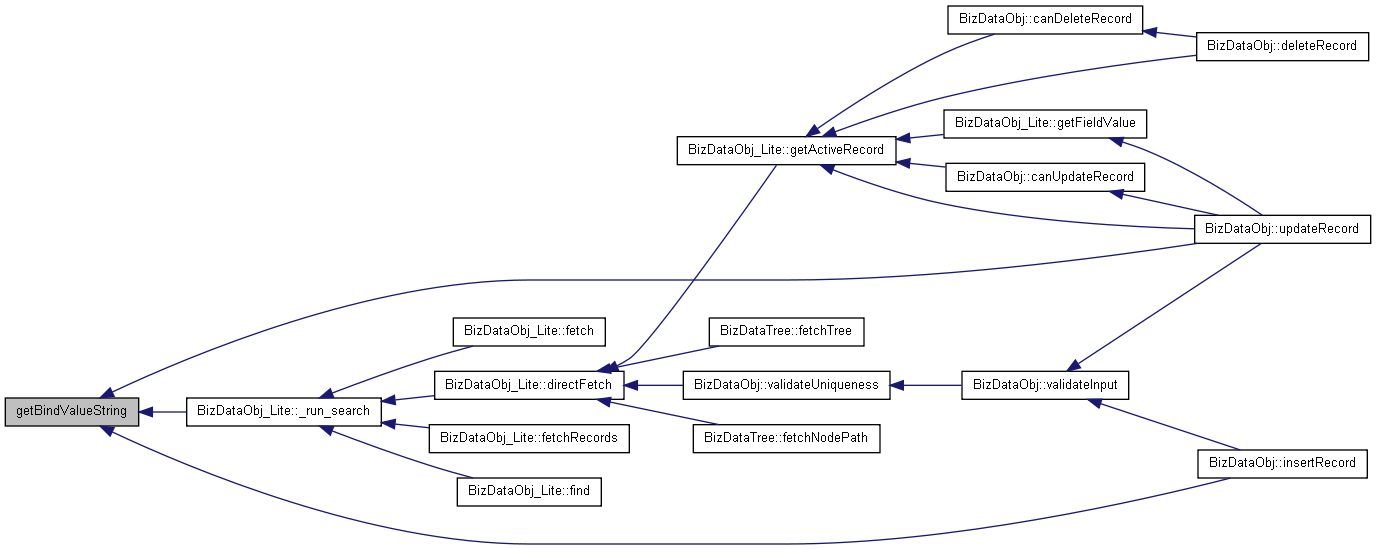 BizDataObj::canDeleteRecord
BizDataObj::deleteRecord
BizDataObj_Lite::getFieldValue
BizDataObj_Lite::getActiveRecord
BizDataObj::canUpdateRecord
BizDataObj::updateRecord
BizDataObj_Lite::fetch
BizDataTree::fetchTree
BizDataObj_Lite::directFetch
BizDataObj::validateUniqueness
BizDataObj::validateInput
getBindValueString
BizDataObj_Lite::_run_search
BizDataObj_Lite::fetchRecords
BizDataTree::fetchNodePath
BizDataObj::insertRecord
BizDataObj_Lite::find